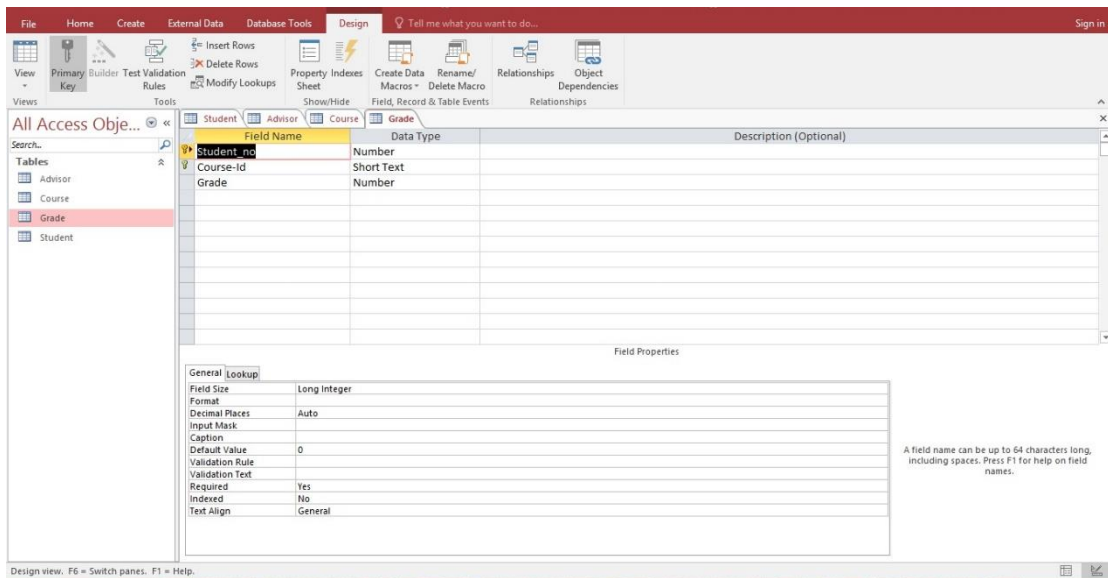 File Home Create External Data Database Tools Design Tell me what you want to do... Sign in
View
Primary Key
Builder
Test Validation Rules
Insert Rows
Delete Rows
Modify Lookups
Property Sheet
Indexes
Create Data Macros
Rename/ Delete Macro
Relationships
Object Dependencies
Views Tools Show/Hide Field, Record & Table Events Relationships
All Access Obje...
Search...
Tables
Advisor
Course
Grade
Student
Student Advisor Course Grade
Field Name Data Type Description (Optional)
Student_no Number
Course-Id Short Text
Grade Number
Field Properties
General Lookup
Field Size Long Integer
Format
Decimal Places Auto
Input Mask
Caption
Default Value 0
Validation Rule
Validation Text
Required Yes
Indexed No
Text Align General
A field name can be up to 64 characters long,
including spaces. Press F1 for help on field
names.
Design view. F6 = Switch panes. F1 = Help.